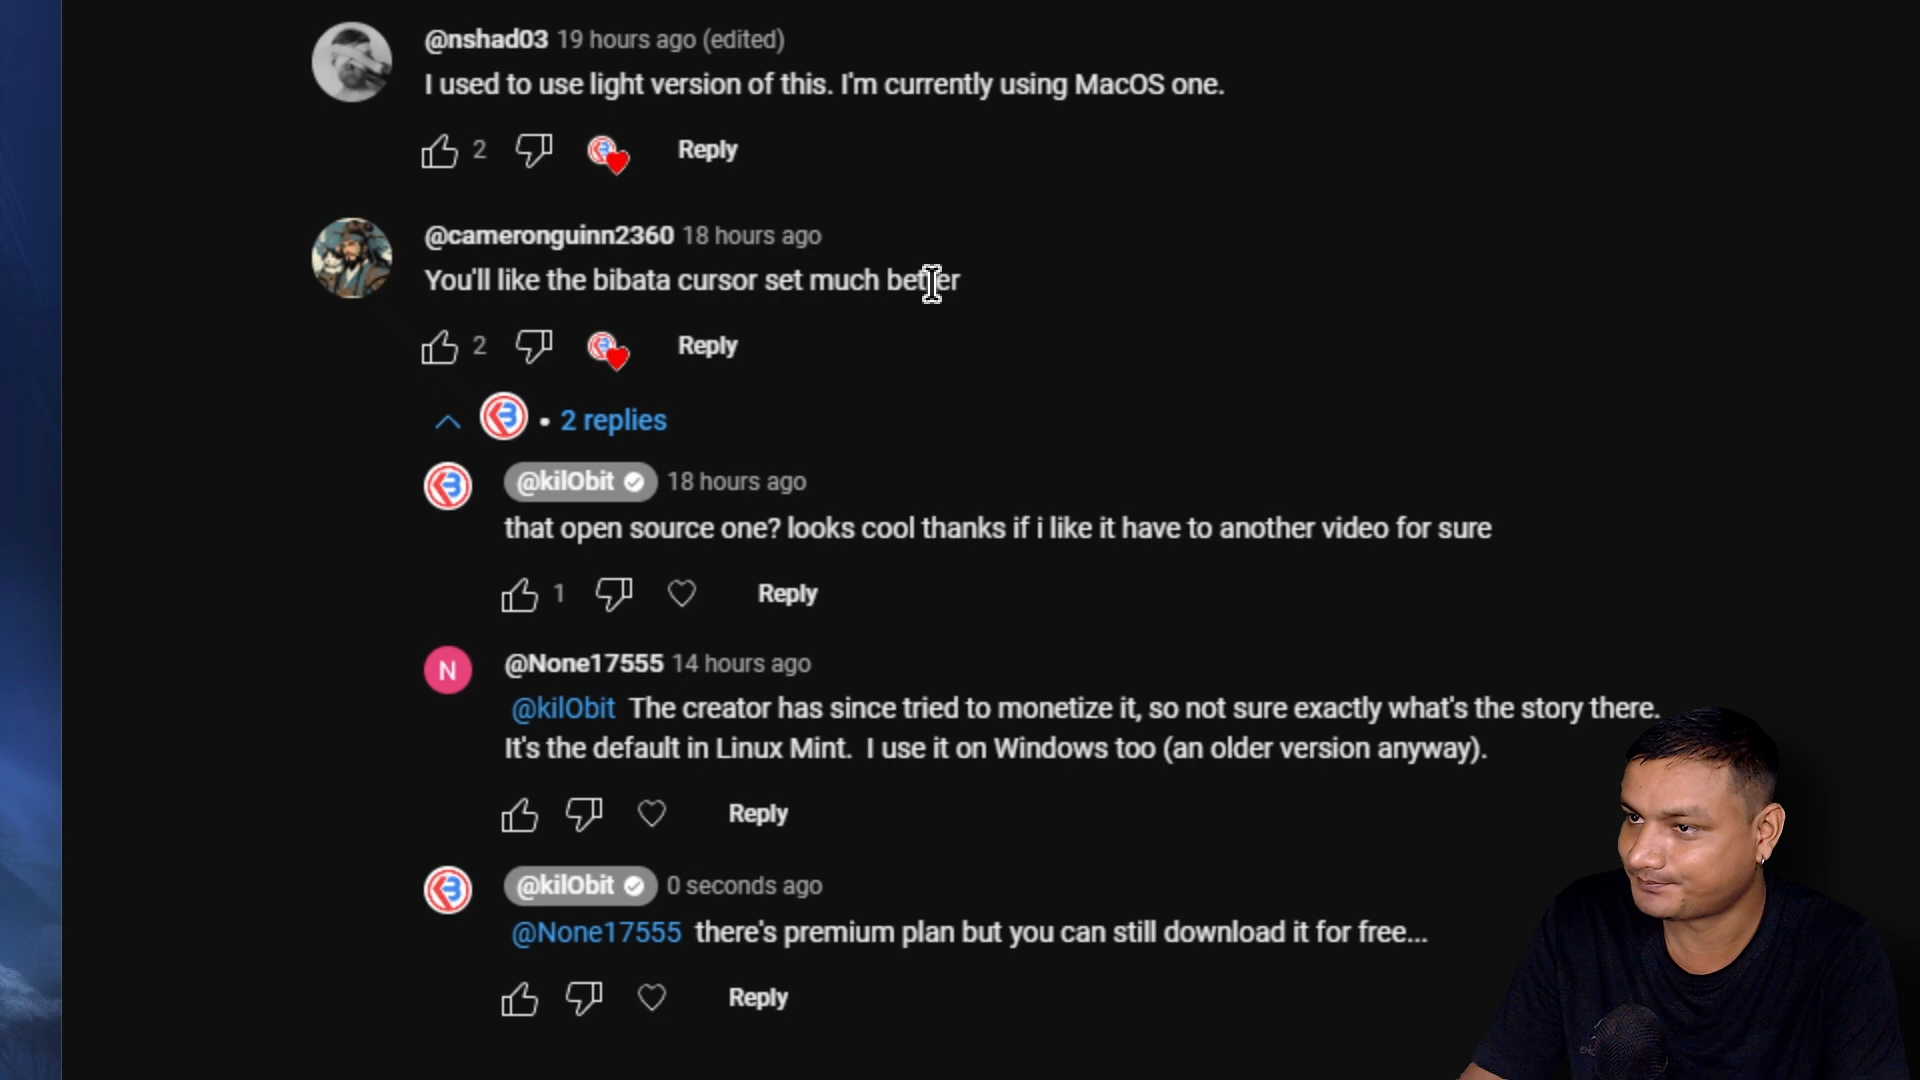 @nshad03 19 hours ago (edited)
I used to use light version of this. I'm currently using MacOS one.
2 Reply
@cameronguinn2360 18 hours ago
You'll like the bibata cursor set much better
2 Reply
• 2 replies
@kil0bit 18 hours ago
that open source one? looks cool thanks if i like it have to another video for sure
1 Reply
N
@None17555 14 hours ago
@kil0bit The creator has since tried to monetize it, so not sure exactly what's the story there.
It's the default in Linux Mint. I use it on Windows too (an older version anyway).
Reply
@kil0bit 0 seconds ago
@None17555 there's premium plan but you can still download it for free...
Reply